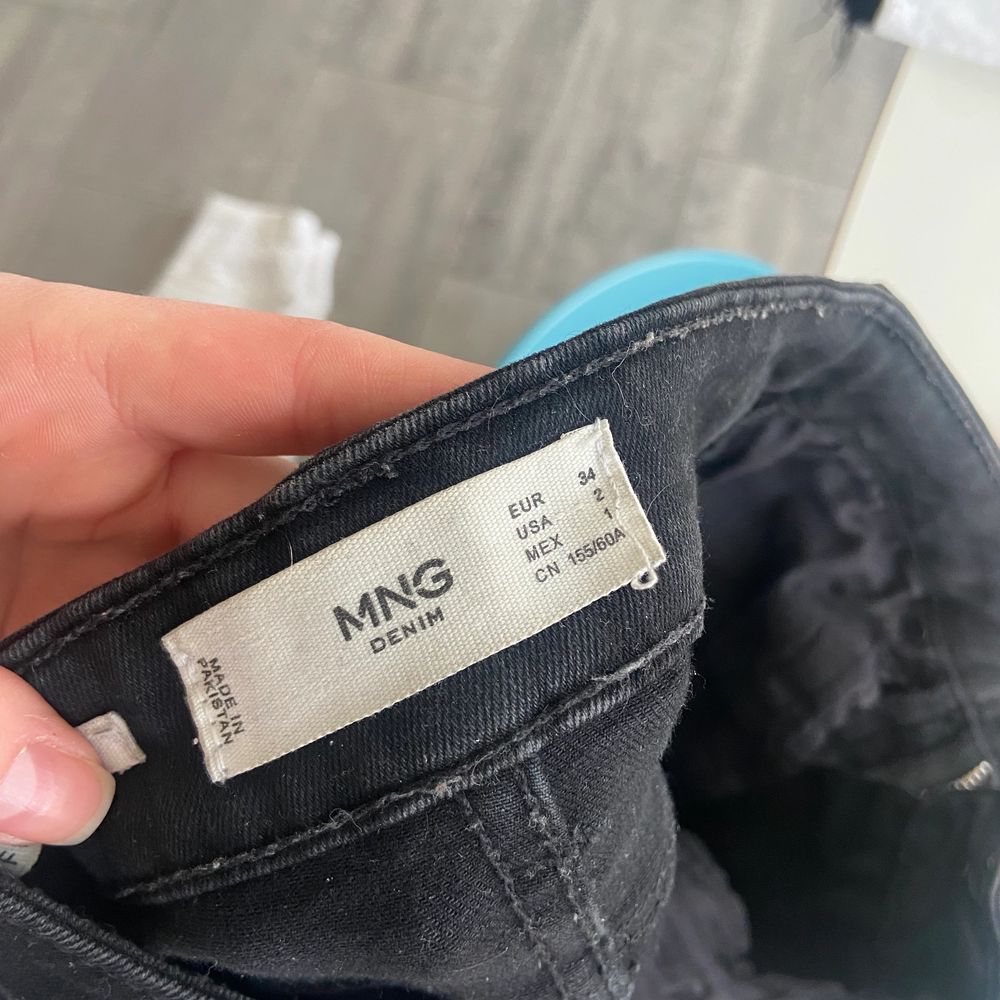 MNG
DENIM
EUR 34
USA 2
MEX 1
CN 155/60A
MADE IN
PAKISTAN